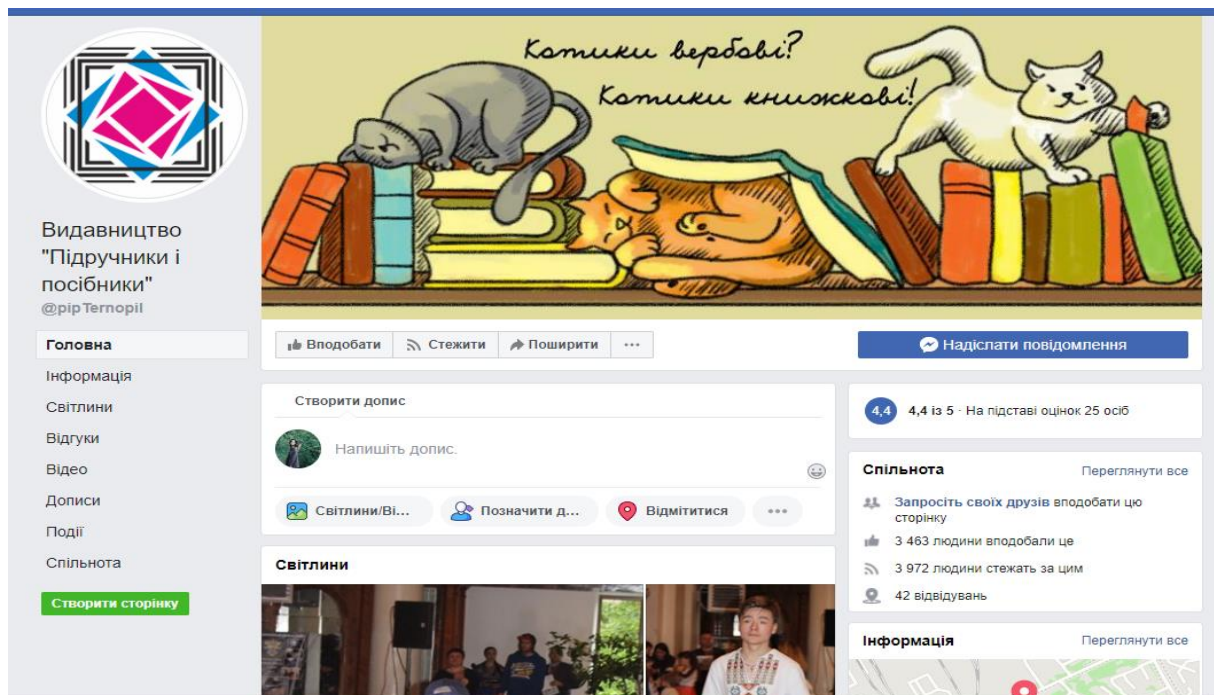 Котики вербові?
Котики книжкові!
Видавництво
"Підручники і
посібники"
@pipTernopil
Головна
Інформація
Світлини
Відгуки
Відео
Дописи
Події
Спільнота
Створити сторінку
Вподобати Стежити Поширити ...
Надіслати повідомлення
Створити допис
Напишіть допис.
Світлини/Ві... Позначити д... Відмітитися ...
Світлини
4,4 4,4 із 5 · На підставі оцінок 25 осіб
Спільнота Переглянути все
Запросіть своїх друзів вподобати цю
сторінку
3 463 людини вподобали це
3 972 людини стежать за цим
42 відвідувань
Інформація Переглянути все